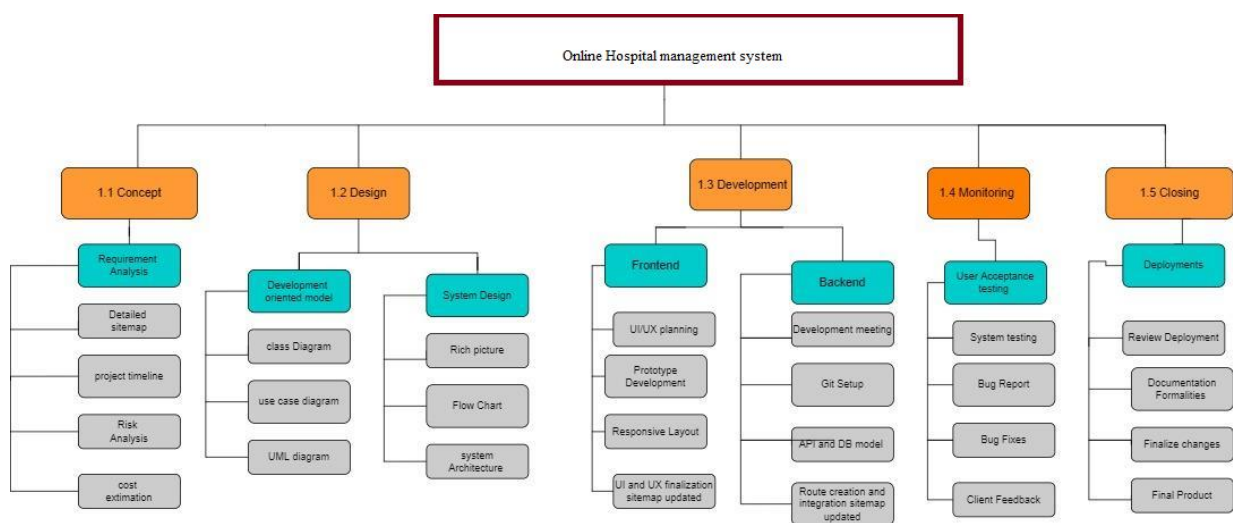 Online Hospital management system
1.1 Concept
1.2 Design
1.3 Development
1.4 Monitoring
1.5 Closing
Requirement
Analysis
Detailed
sitemap
project timeline
Risk
Analysis
cost
extimation
Development
oriented model
class Diagram
use case diagram
UML diagram
System Design
Rich picture
Flow Chart
system
Architecture
Frontend
UI/UX planning
Prototype
Development
Responsive Layout
UI and UX finalization
sitemap updated
Backend
Development meeting
Git Setup
API and DB model
Route creation and
integration sitemap
updated
User Acceptance
testing
System testing
Bug Report
Bug Fixes
Client Feedback
Deployments
Review Deployment
Documentation
Formalities
Finalize changes
Final Product